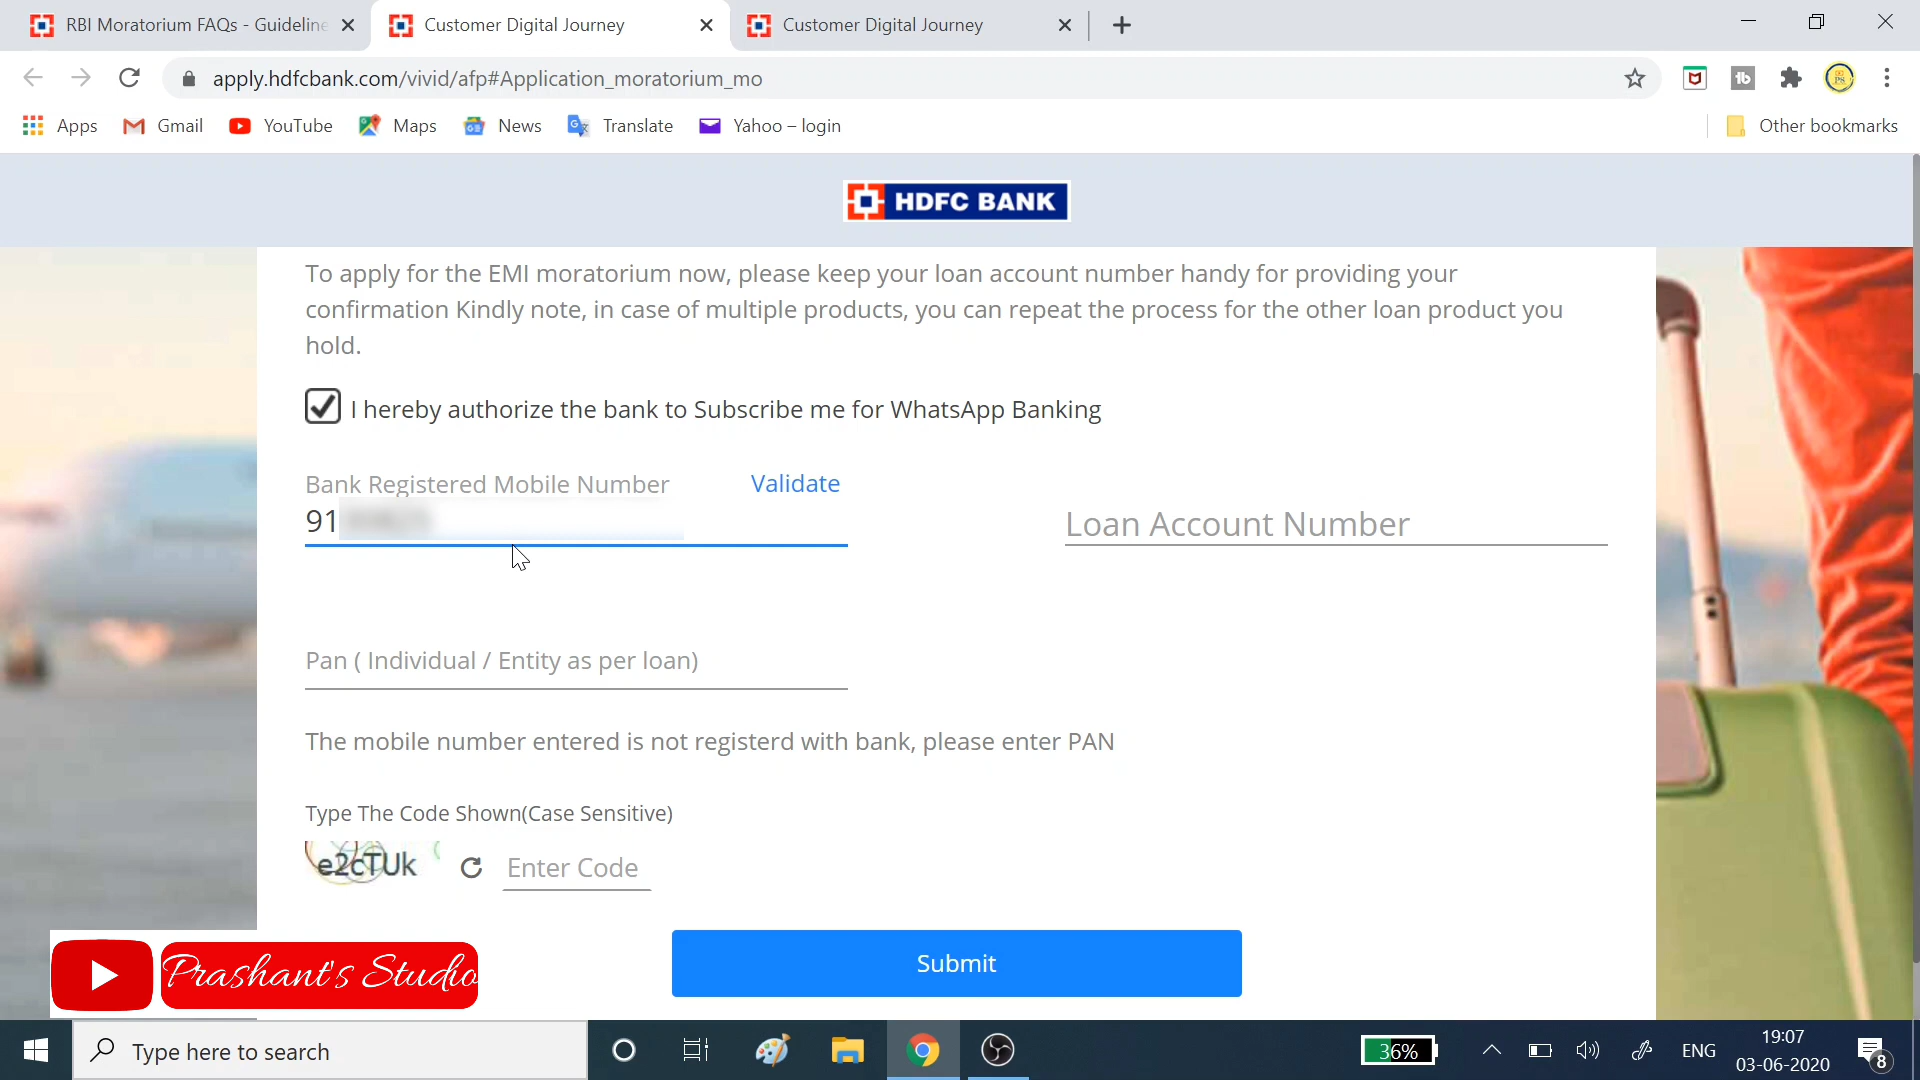 RBI Moratorium FAQs - Guideline
Customer Digital Journey
Customer Digital Journey
apply.hdfcbank.com/vivid/afp#Application_moratorium_mo
Apps
Gmail
YouTube
Maps
News
Translate
Yahoo – login
Other bookmarks
HDFC BANK
To apply for the EMI moratorium now, please keep your loan account number handy for providing your
confirmation Kindly note, in case of multiple products, you can repeat the process for the other loan product you
hold.
I hereby authorize the bank to Subscribe me for WhatsApp Banking
Bank Registered Mobile Number
Validate
91
Loan Account Number
Pan ( Individual / Entity as per loan)
The mobile number entered is not registerd with bank, please enter PAN
Type The Code Shown(Case Sensitive)
e2cTUk
Enter Code
Submit
Prashant's Studio
Type here to search
36%
ENG
19:07
03-06-2020
8